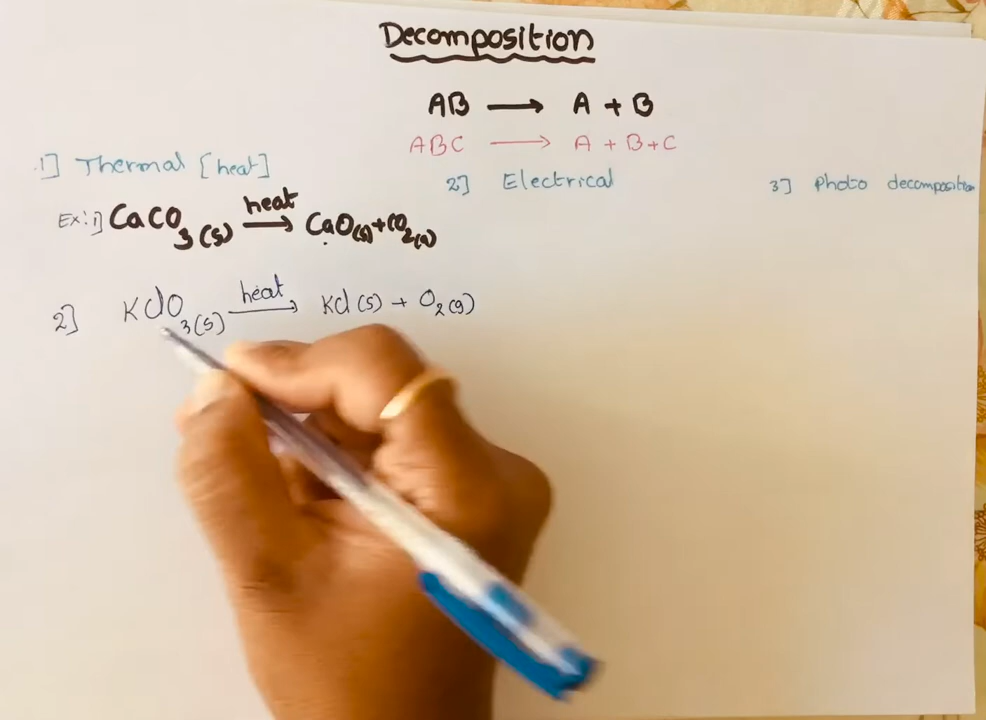 Decomposition
AB → A + B
ABC → A + B + C
1] Thermal [heat]
2] Electrical
3] Photo decomposition
Ex: 1] CaCO3(s) heat → CaO(s) + CO2(g)
2] KClO3(s) heat → KCl (s) + O2(g)